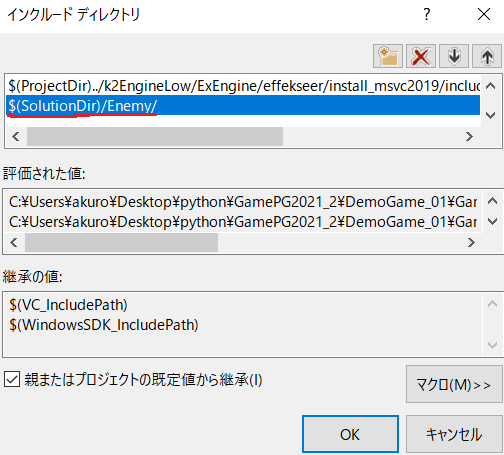 インクルード ディレクトリ
? ×
$(ProjectDir)../k2EngineLow/ExEngine/effekseer/install_msvc2019/includ
$(SolutionDir)/Enemy/
評価された値:
C:¥Users¥akuro¥Desktop¥python¥GamePG2021_2¥DemoGame_01¥Gar
C:¥Users¥akuro¥Desktop¥python¥GamePG2021_2¥DemoGame_01¥Gar
継承の値:
$(VC_IncludePath)
$(WindowsSDK_IncludePath)
親またはプロジェクトの既定値から継承(I)
マクロ(M)>>
OK
キャンセル